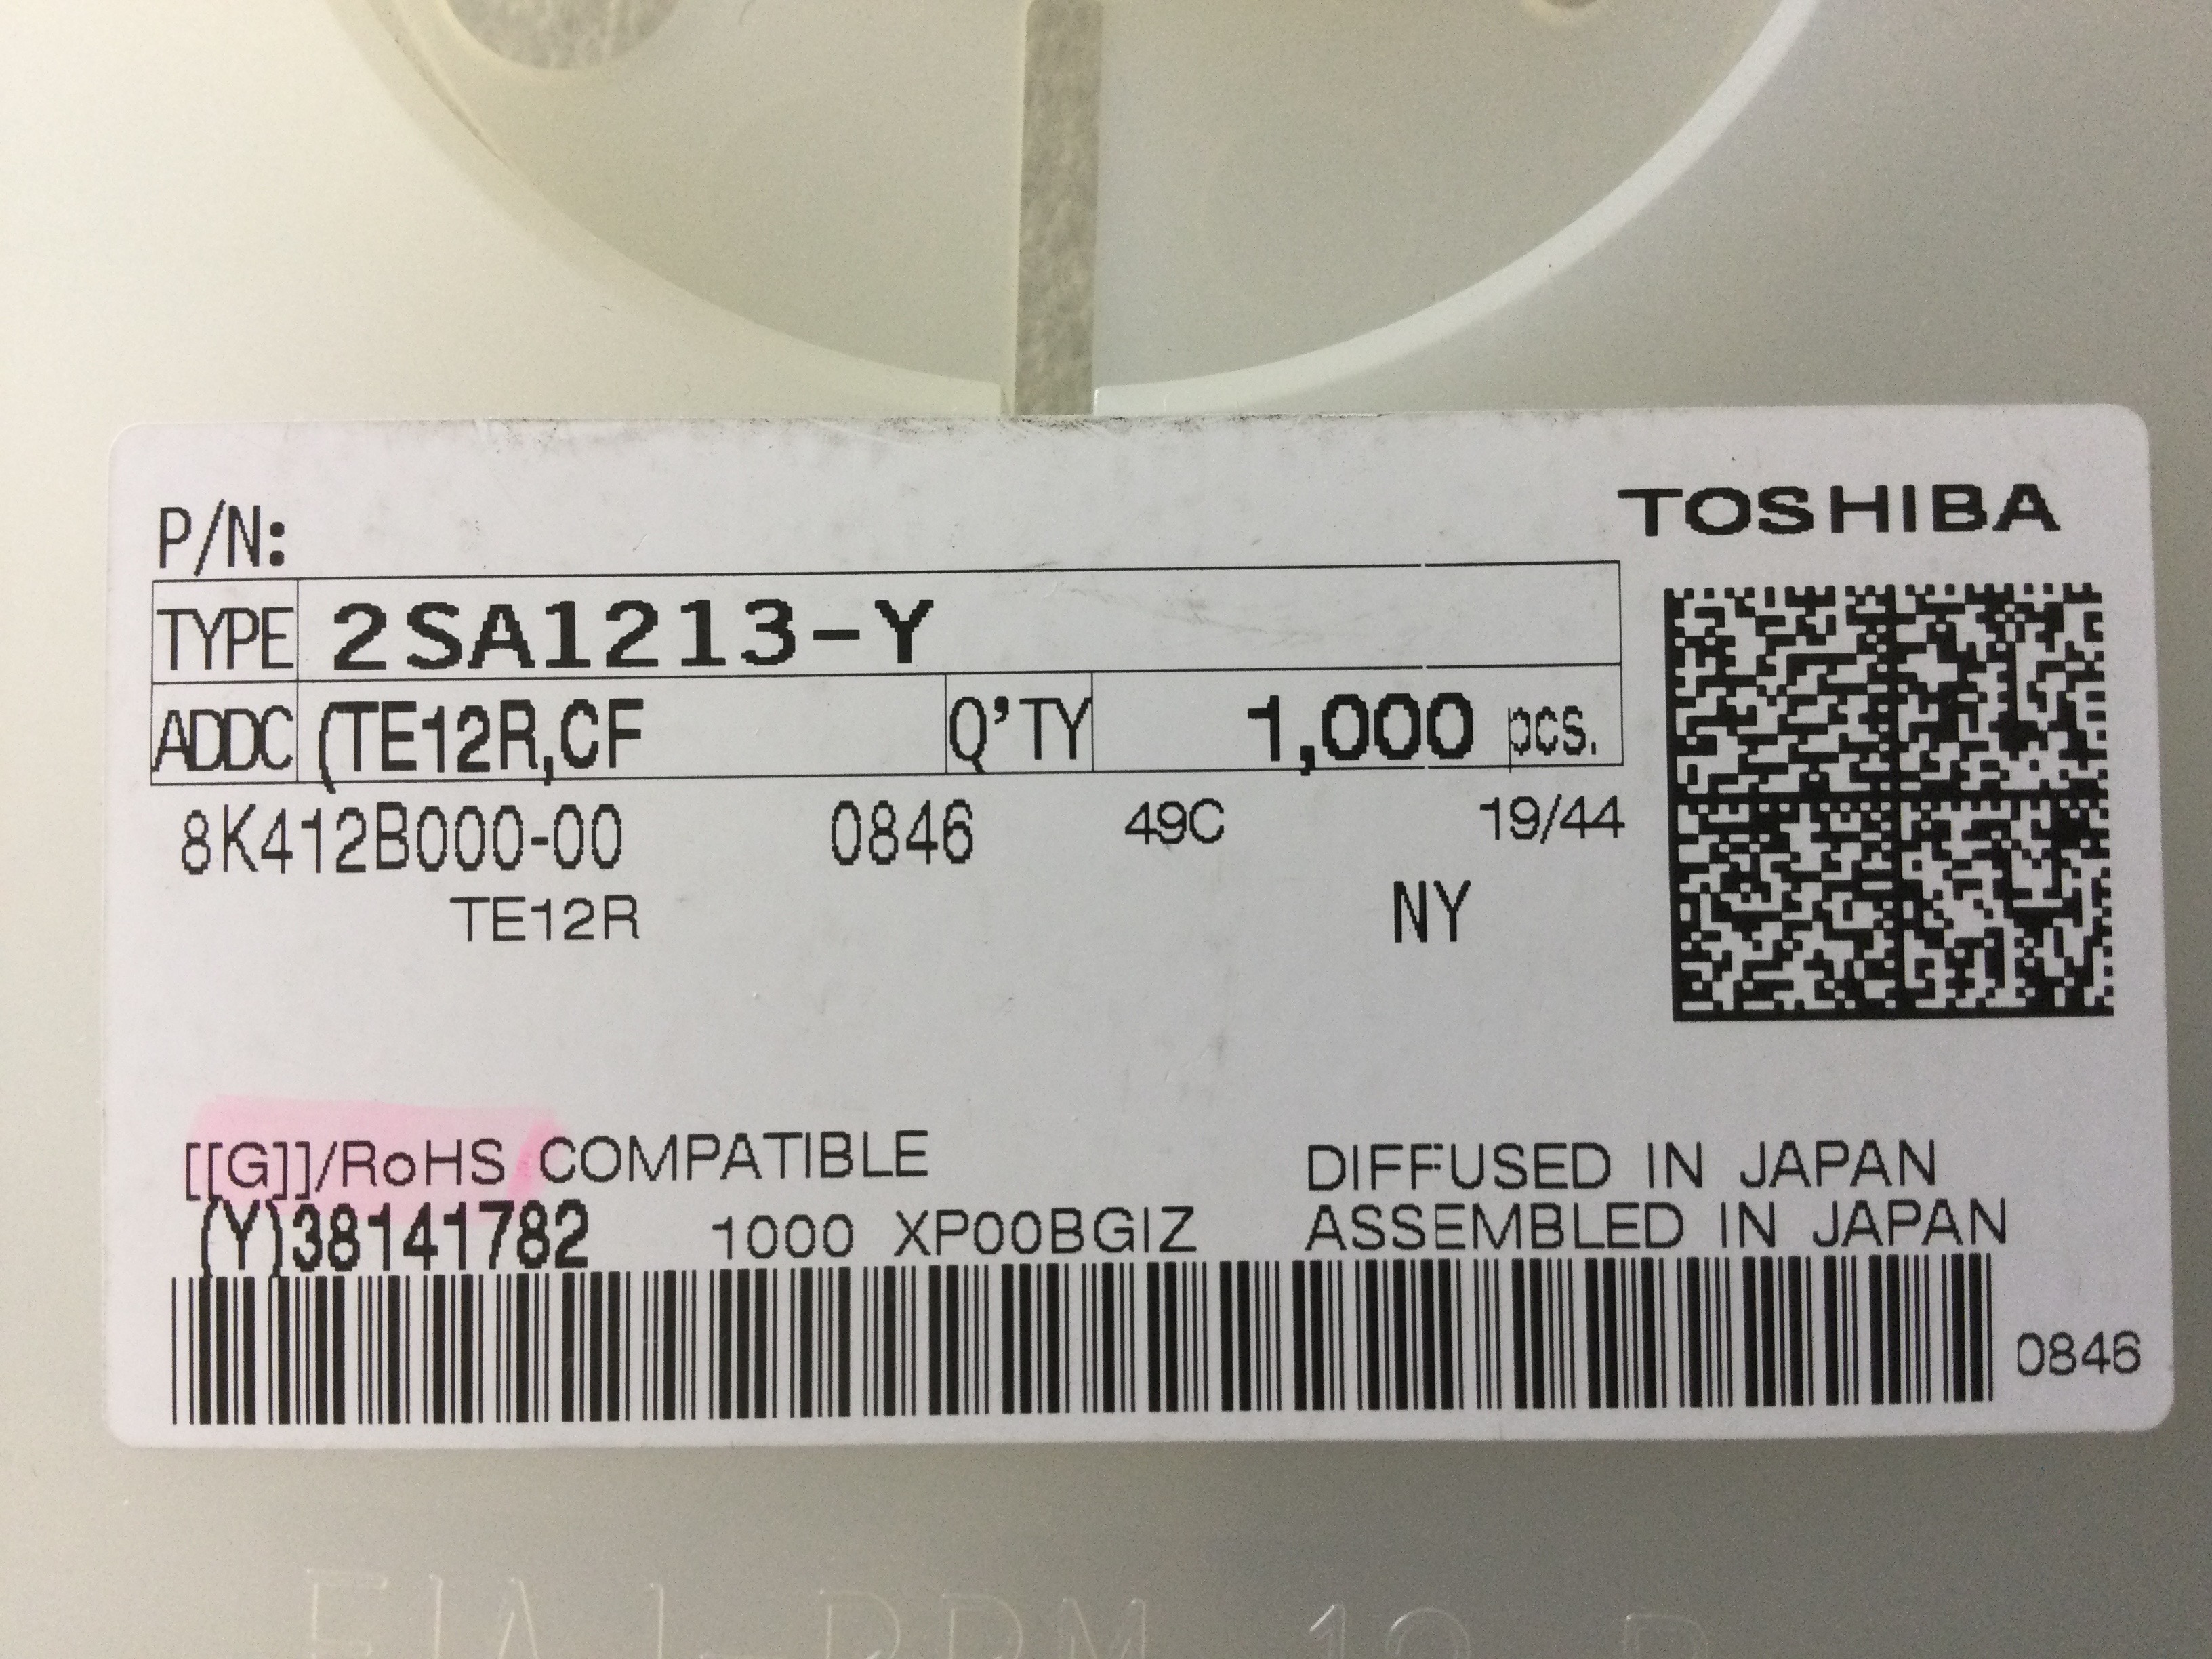 TOSHIBA
P/N:
TYPE 2SA1213-Y
ADDC (TE12R,CF Q'TY 1,000 pcs.
8K412B000-00 0846 49C 19/44
TE12R NY
[[G]]/RoHS COMPATIBLE DIFFUSED IN JAPAN
(Y)38141782 1000 XP00BGIZ ASSEMBLED IN JAPAN
0846